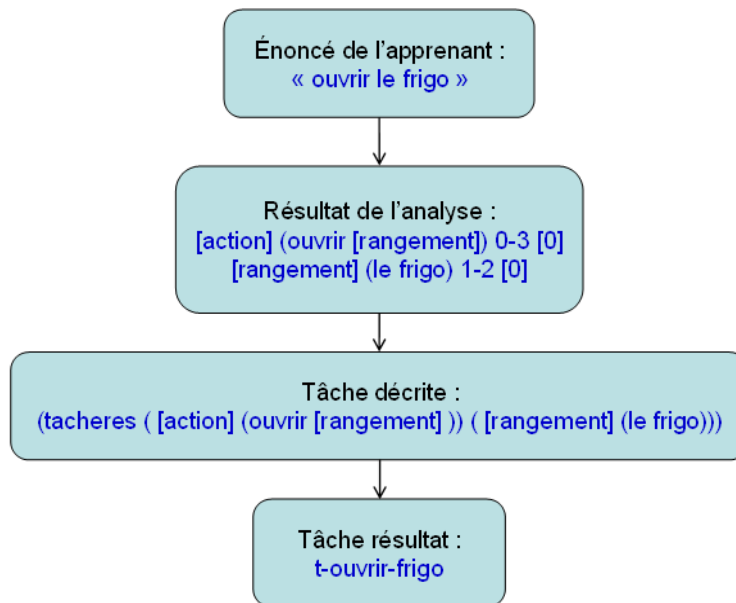 Énoncé de l'apprenant :
« ouvrir le frigo »
Résultat de l'analyse :
[action] (ouvrir [rangement]) 0-3 [0]
[rangement] (le frigo) 1-2 [0]
Tâche décrite :
(tacheres ( [action] (ouvrir [rangement] )) ( [rangement] (le frigo)))
Tâche résultat :
t-ouvrir-frigo